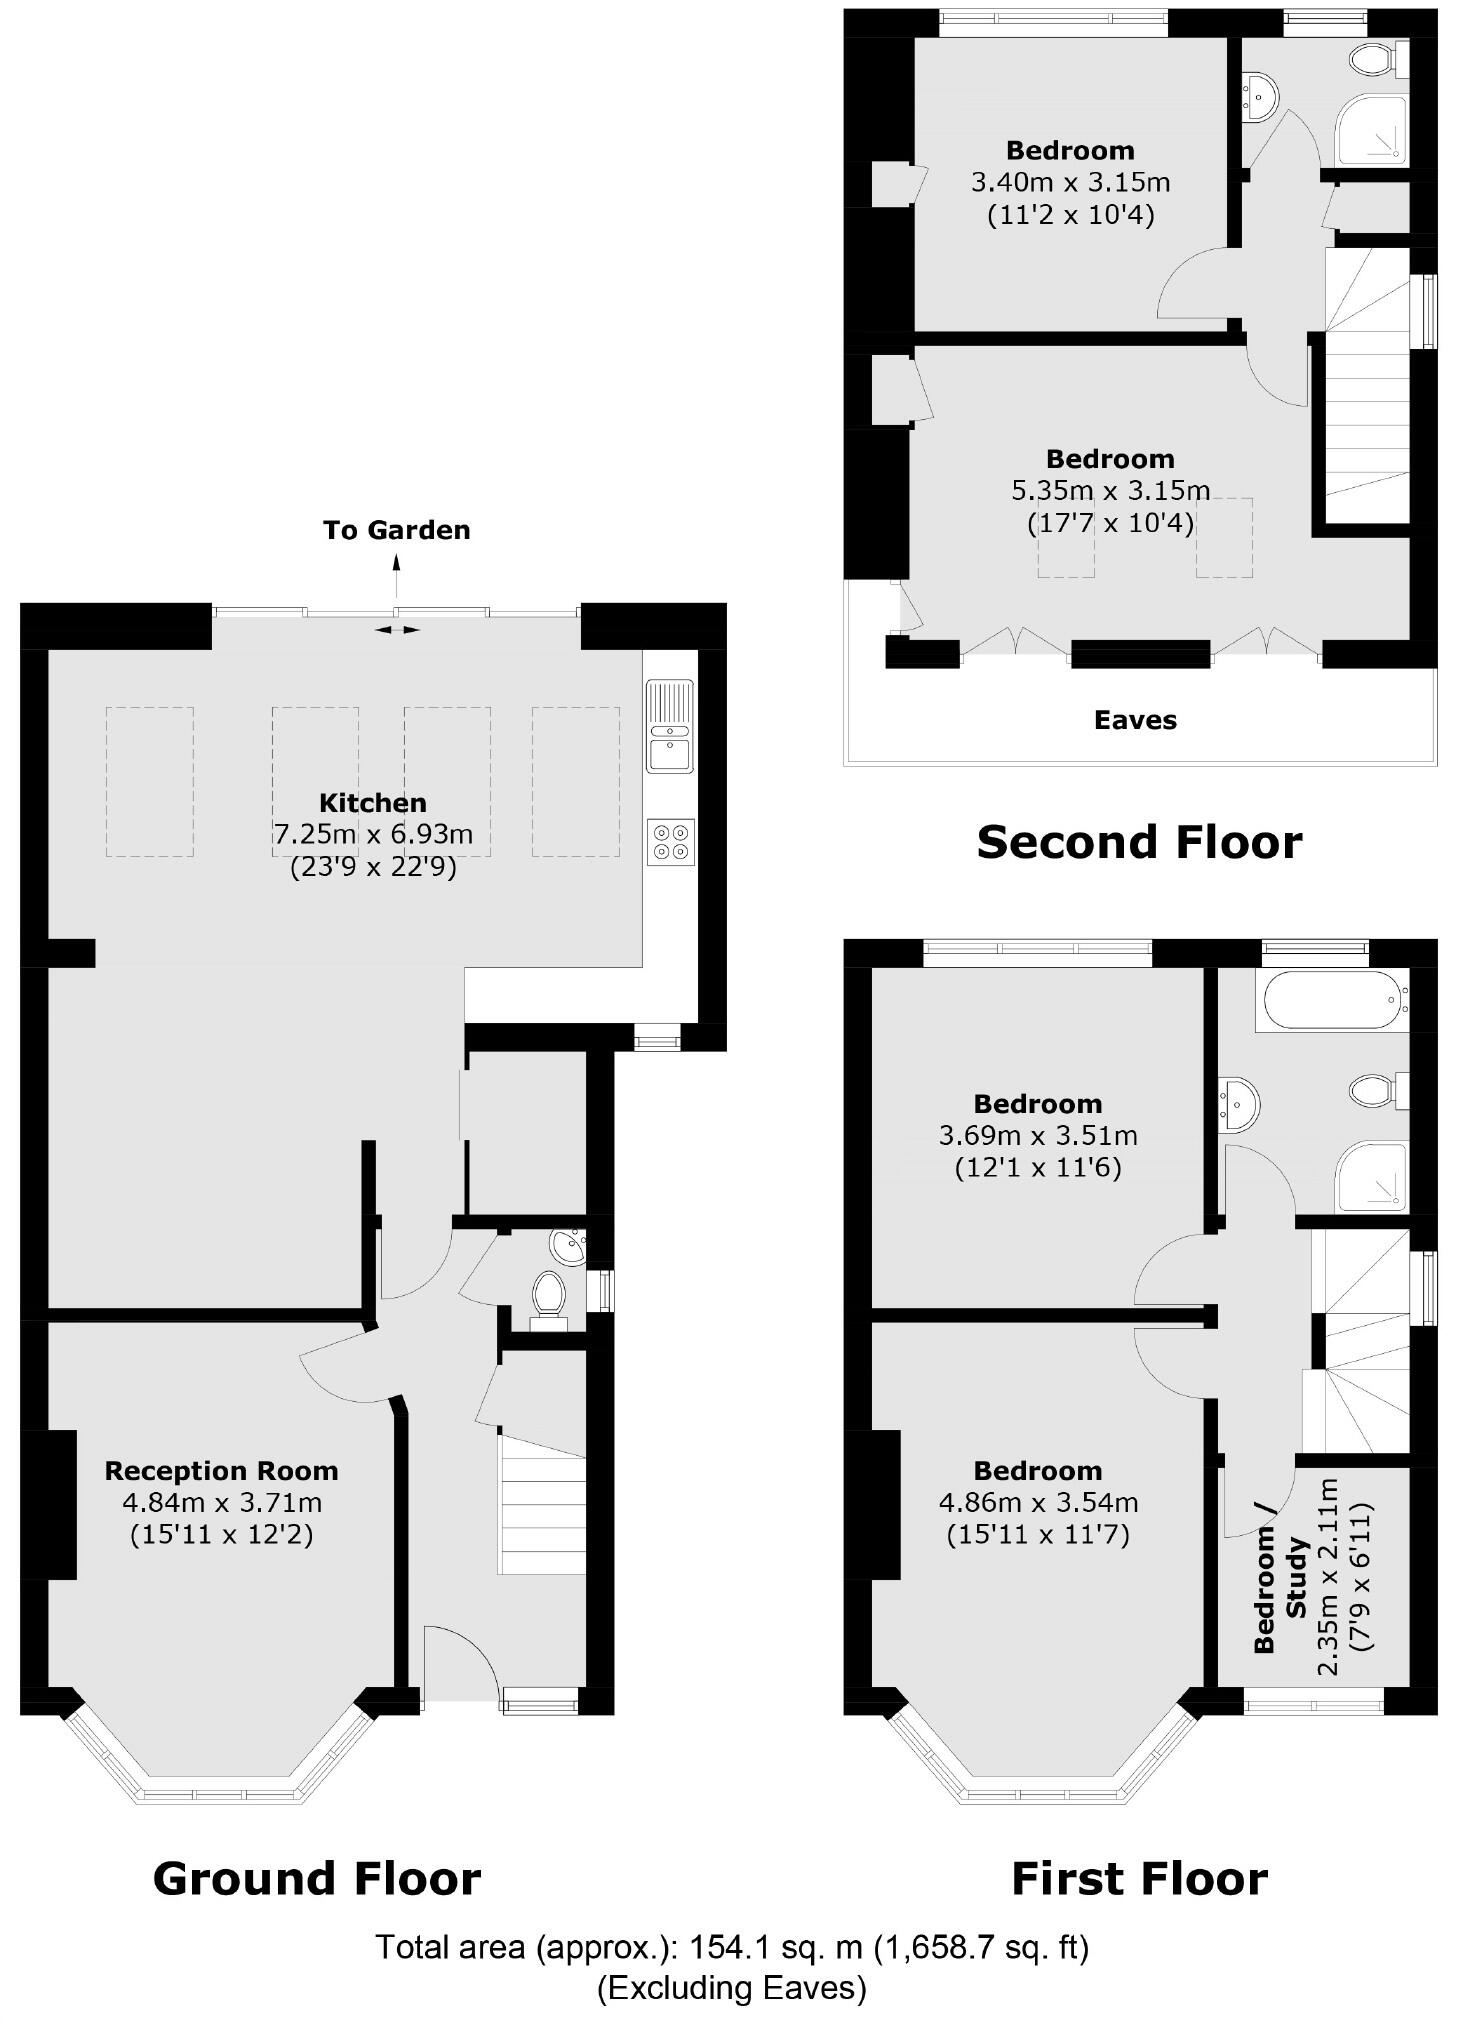 Bedroom
3.40m x 3.15m
(11'2 x 10'4)
Bedroom
5.35m x 3.15m
(17'7 x 10'4)
Eaves
Second Floor
To Garden
Kitchen
7.25m x 6.93m
(23'9 x 22'9)
Reception Room
4.84m x 3.71m
(15'11 x 12'2)
Ground Floor
Bedroom
3.69m x 3.51m
(12'1 x 11'6)
Bedroom
4.86m x 3.54m
(15'11 x 11'7)
Bedroom /
Study
2.35m x 2.11m
(7'9 x 6'11)
First Floor
Total area (approx.): 154.1 sq. m (1,658.7 sq. ft)
(Excluding Eaves)